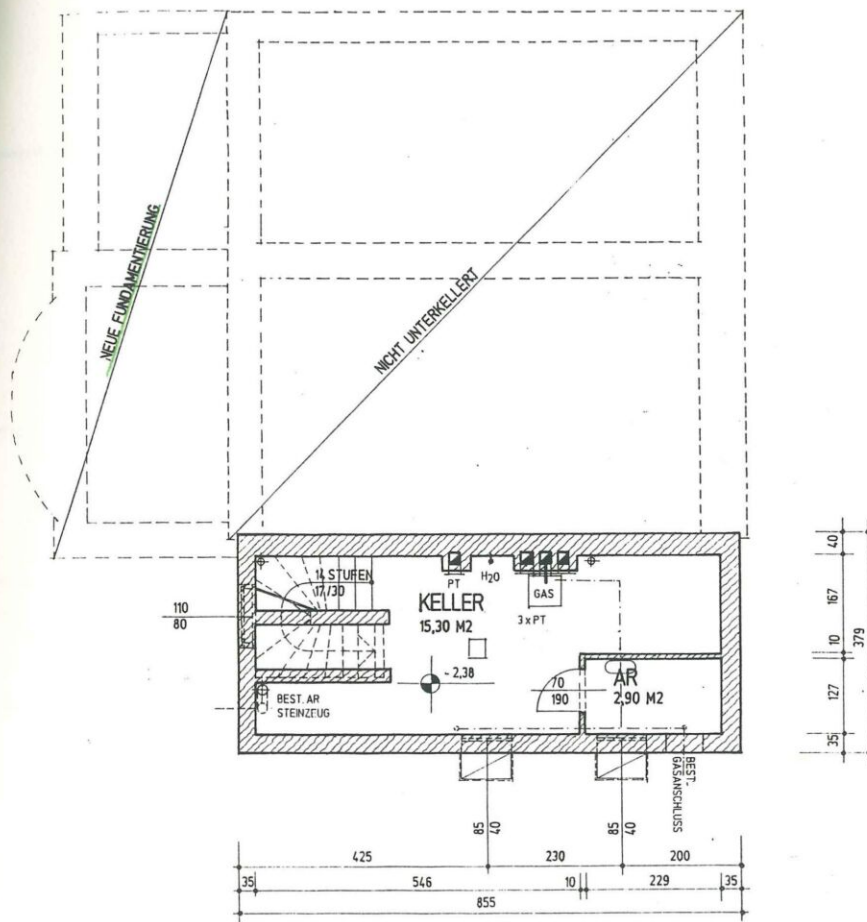 NEUE FUNDAMENTIERUNG
NICHT UNTERKELLERT
14 STUFEN
17/30
PT
H2O
GAS
3 x PT
KELLER
15,30 M2
- 2,38
110
80
BEST. AR
STEINZEUG
70
190
AR
2,90 M2
BEST.-
GASANSCHLUSS
85
40
85
40
40
167
10
127
35
379
425
230
200
35
546
10
229
35
855